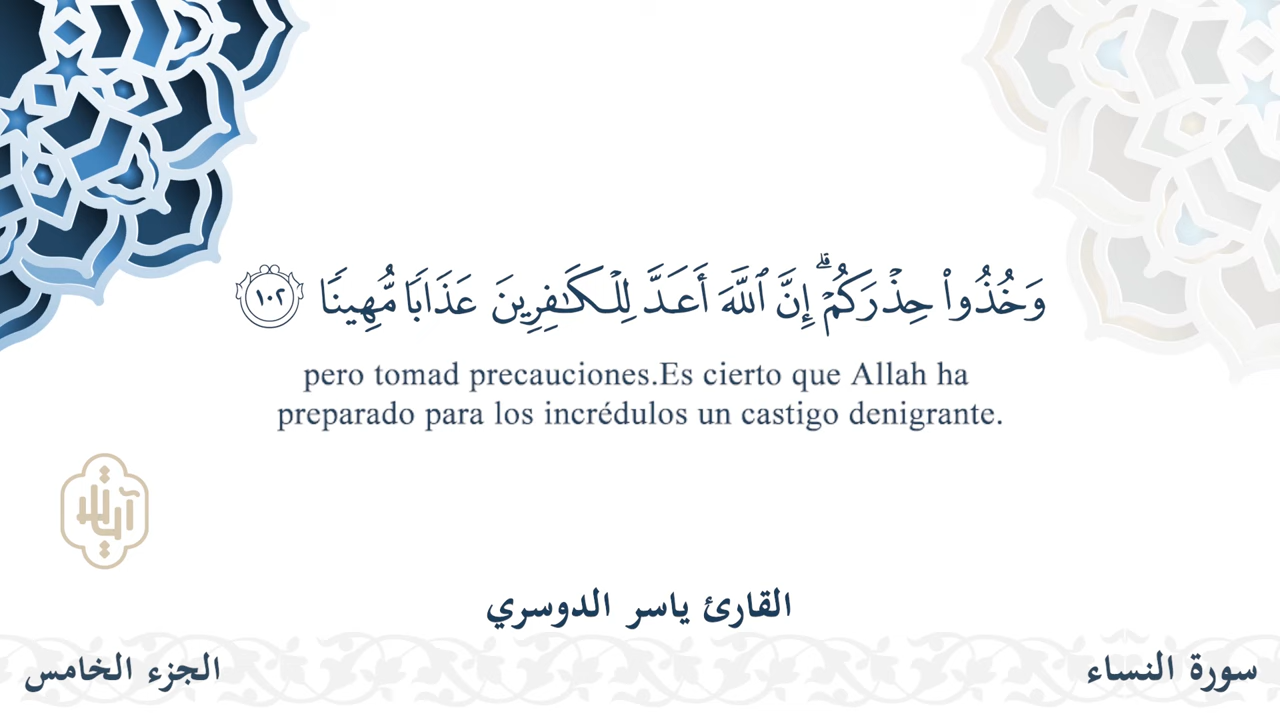 وَخُذُوا۟ حِذْرَكُمْ ۗ إِنَّ ٱللَّهَ أَعَدَّ لِلْكَـٰفِرِينَ عَذَابًا مُّهِينًا ١٠٢
pero tomad precauciones.Es cierto que Allah ha
preparado para los incrédulos un castigo denigrante.
القارئ ياسر الدوسري
سورة النساء
الجزء الخامس